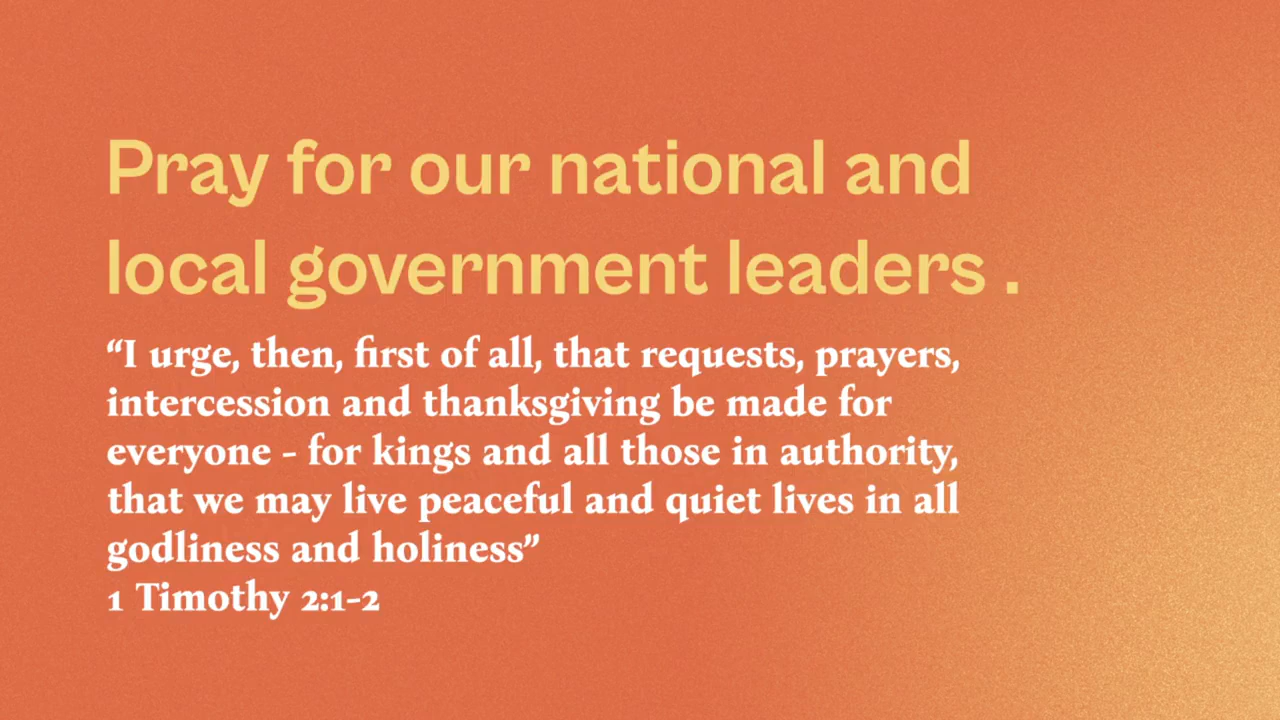 Pray for our national and
local government leaders .
“I urge, then, first of all, that requests, prayers,
intercession and thanksgiving be made for
everyone - for kings and all those in authority,
that we may live peaceful and quiet lives in all
godliness and holiness”
1 Timothy 2:1-2